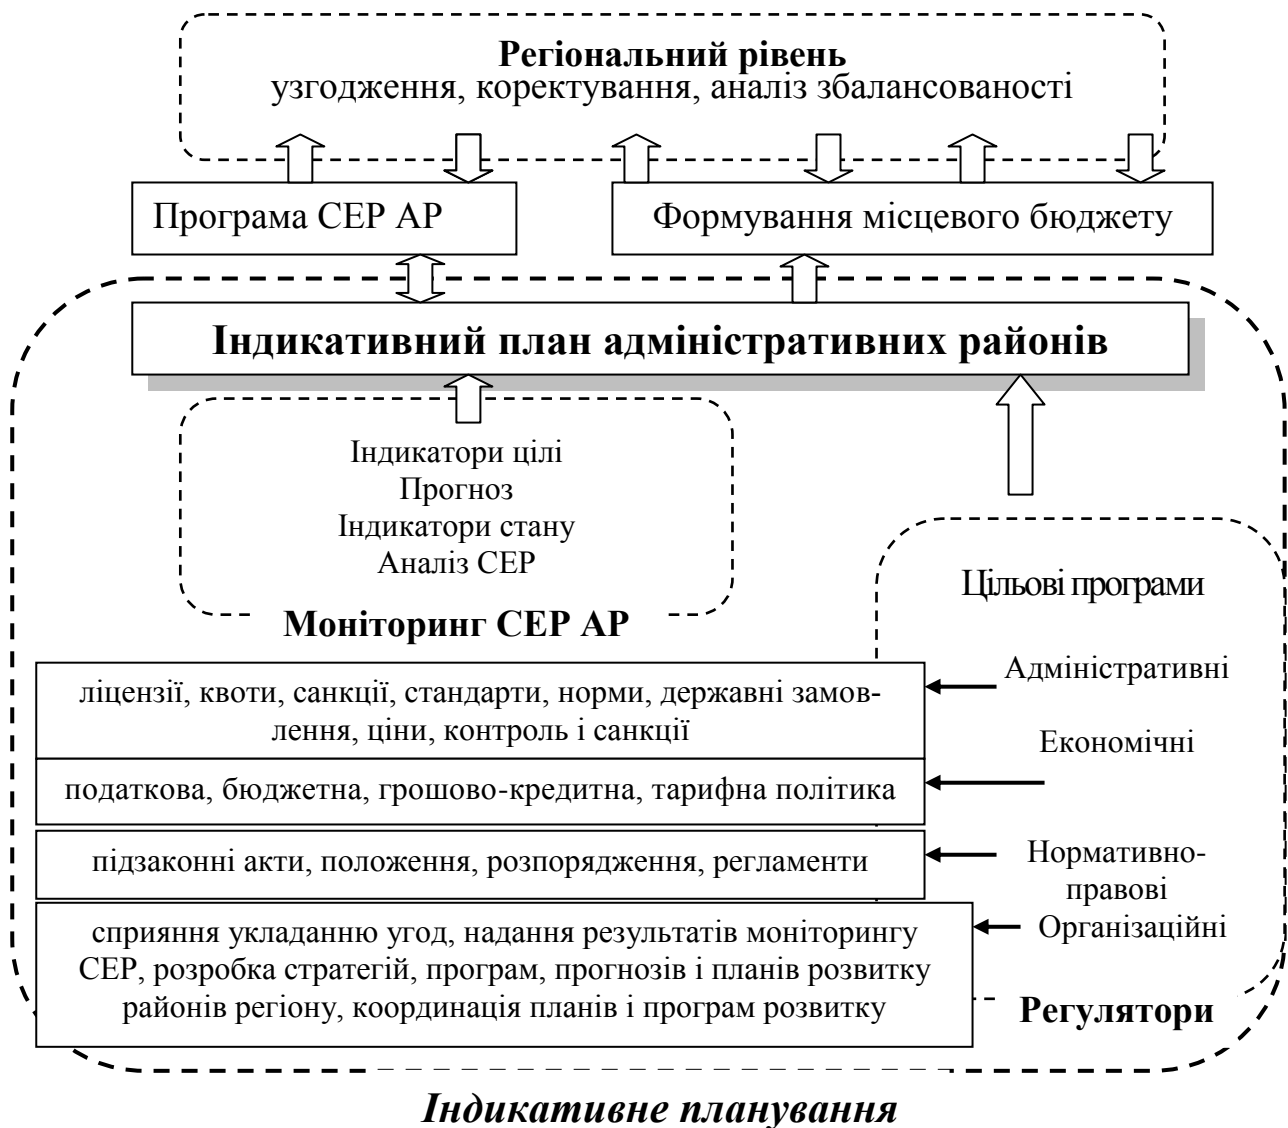 Регіональний рівень
узгодження, коректування, аналіз збалансованості
Програма СЕР АР
Формування місцевого бюджету
Індикативний план адміністративних районів
Індикатори цілі
Прогноз
Індикатори стану
Аналіз СЕР
Моніторинг СЕР АР
Цільові програми
ліцензії, квоти, санкції, стандарти, норми, державні замов-
лення, ціни, контроль і санкції
Адміністративні
податкова, бюджетна, грошово-кредитна, тарифна політика
Економічні
підзаконні акти, положення, розпорядження, регламенти
Нормативно-
правові
сприяння укладанню угод, надання результатів моніторингу
СЕР, розробка стратегій, програм, прогнозів і планів розвитку
районів регіону, координація планів і програм розвитку
Організаційні
Регулятори
Індикативне планування